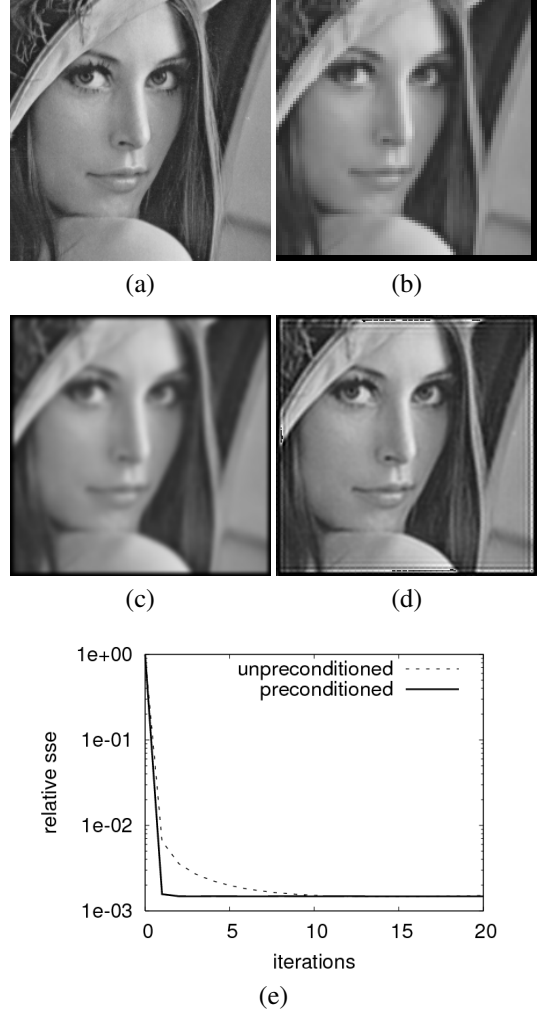 (a)
(b)
(c)
(d)
1e+00
unpreconditioned
preconditioned
1e-01
relative sse
1e-02
1e-03
0 5 10 15 20
iterations
(e)